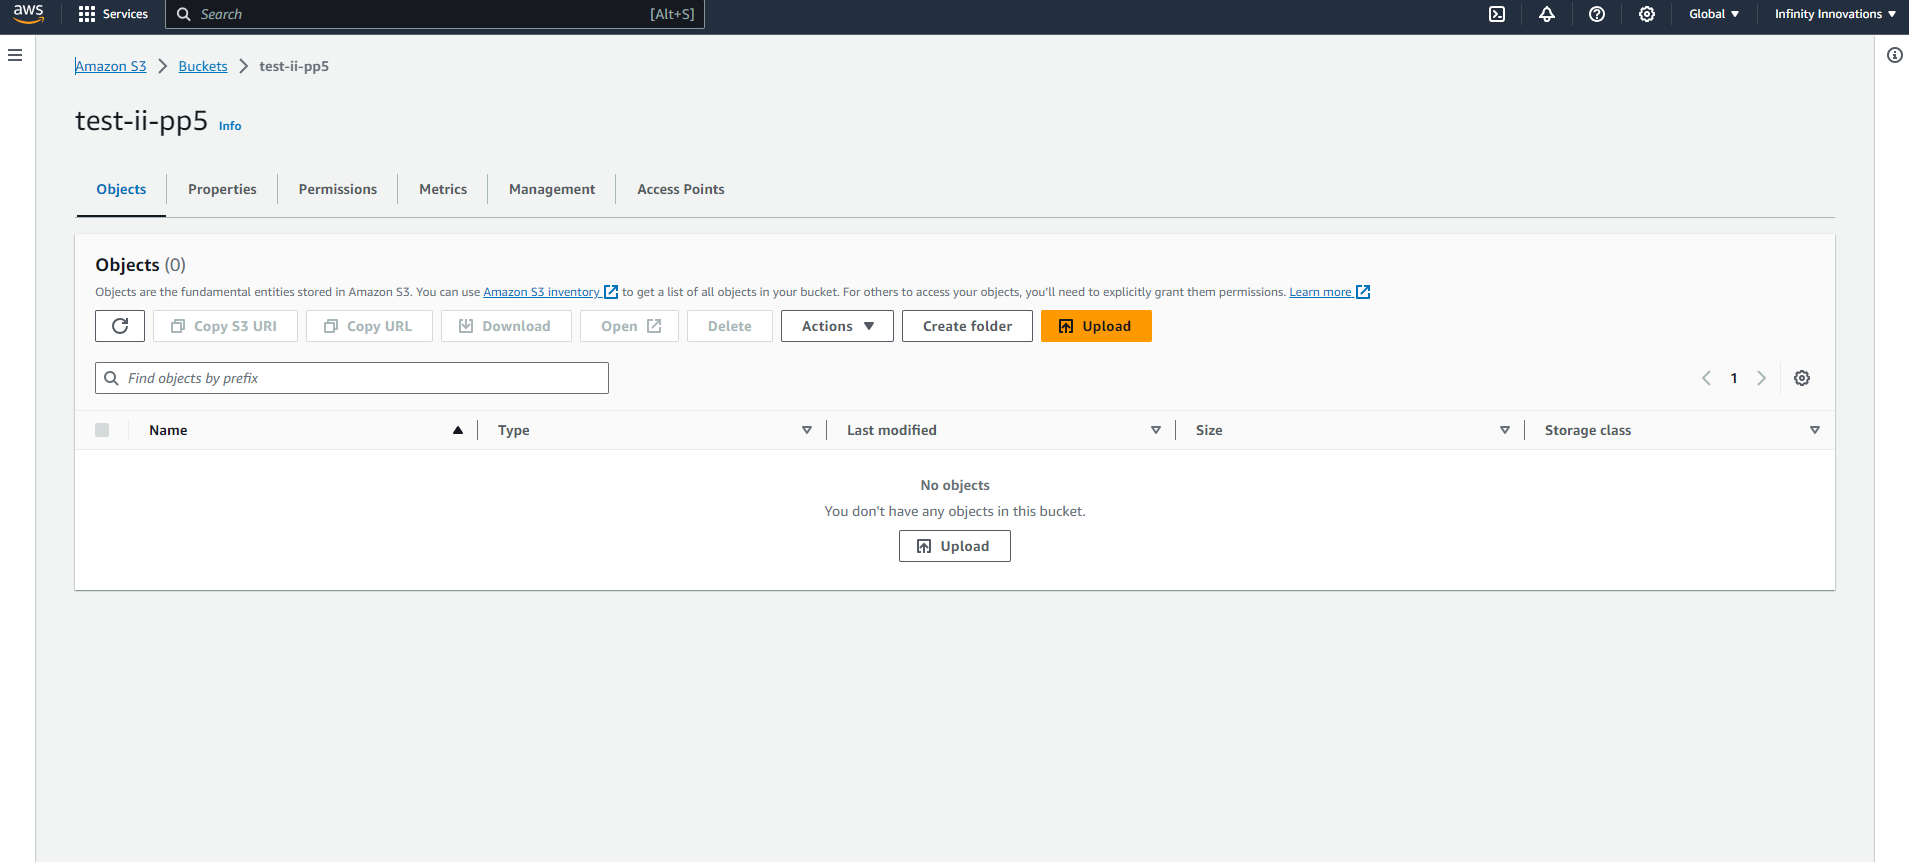 aws Services Search [Alt+S] Global Infinity Innovations
Amazon S3 Buckets test-ii-pp5
test-ii-pp5 Info
Objects Properties Permissions Metrics Management Access Points
Objects (0)
Objects are the fundamental entities stored in Amazon S3. You can use Amazon S3 inventory to get a list of all objects in your bucket. For others to access your objects, you'll need to explicitly grant them permissions. Learn more
Copy S3 URI Copy URL Download Open Delete Actions Create folder Upload
Find objects by prefix 1
Name Type Last modified Size Storage class
No objects
You don't have any objects in this bucket.
Upload